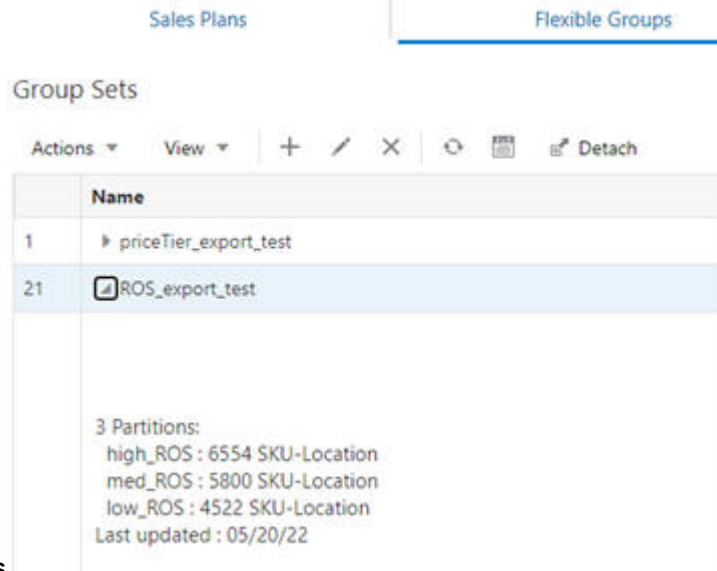 Sales Plans
Flexible Groups
Group Sets
Actions View Detach
Name
1 priceTier_export_test
21 ROS_export_test
3 Partitions:
high_ROS : 6554 SKU-Location
med_ROS : 5800 SKU-Location
low_ROS : 4522 SKU-Location
Last updated : 05/20/22